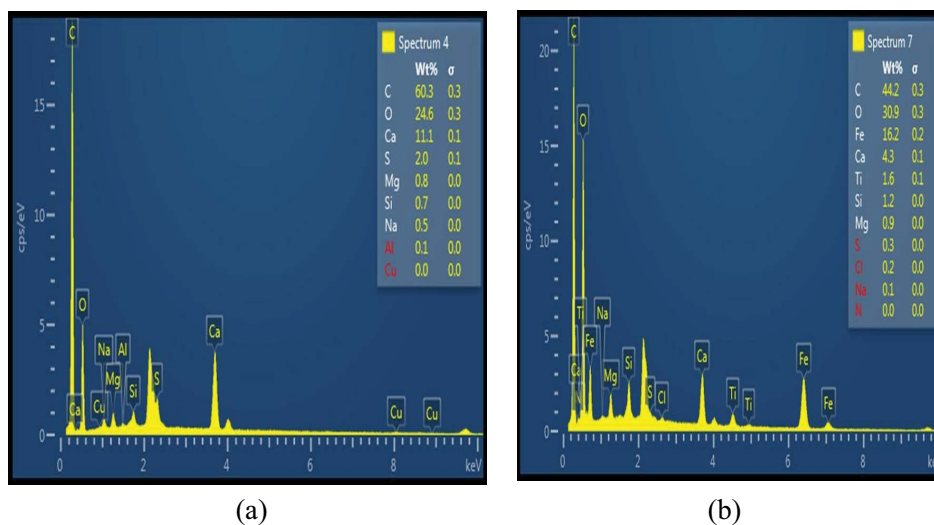 Spectrum 4
Wt% σ
C 60.3 0.3
O 24.6 0.3
Ca 11.1 0.1
S 2.0 0.1
Mg 0.8 0.0
Si 0.7 0.0
Na 0.5 0.0
Al 0.1 0.0
Cu 0.0 0.0
cps/eV
15
10
5
0
C
O
Ca
Na
Cu
Mg
Al
Si
S
Ca
Cu
Cu
0 2 4 6 8 keV
(a)
Spectrum 7
Wt% σ
C 44.2 0.3
O 30.9 0.3
Fe 16.2 0.2
Ca 4.3 0.1
Ti 1.6 0.1
Si 1.2 0.0
Mg 0.9 0.0
S 0.3 0.0
Cl 0.2 0.0
Na 0.1 0.0
N 0.0 0.0
cps/eV
20
15
10
5
0
C
O
Ti
Ca
Fe
Na
Mg
Si
S
Cl
Ca
Ti
Ti
Fe
Fe
0 2 4 6 8
(b)